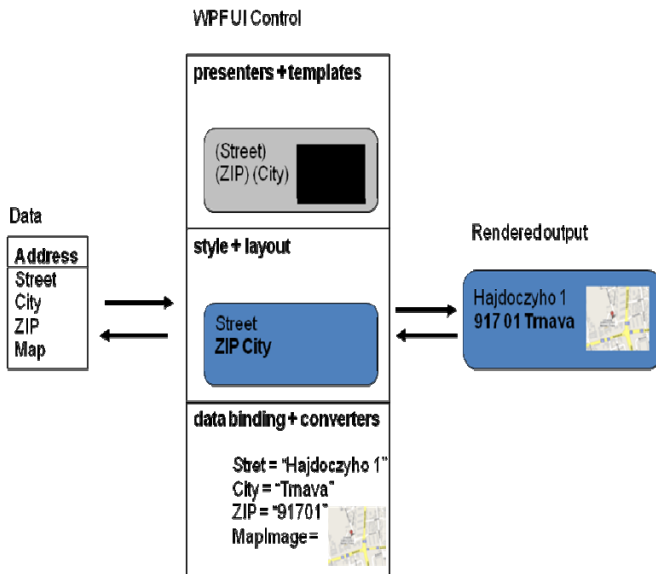 WPF UI Control
presenters + templates
(Street)
(ZIP) (City)
Data
Address
Street
City
ZIP
Map
style + layout
Street
ZIP City
Rendered output
Hajdoczyho 1
917 01 Trnava
data binding + converters
Stret = “Hajdoczyho 1”
City = “Trnava”
ZIP = “91701”
MapImage =